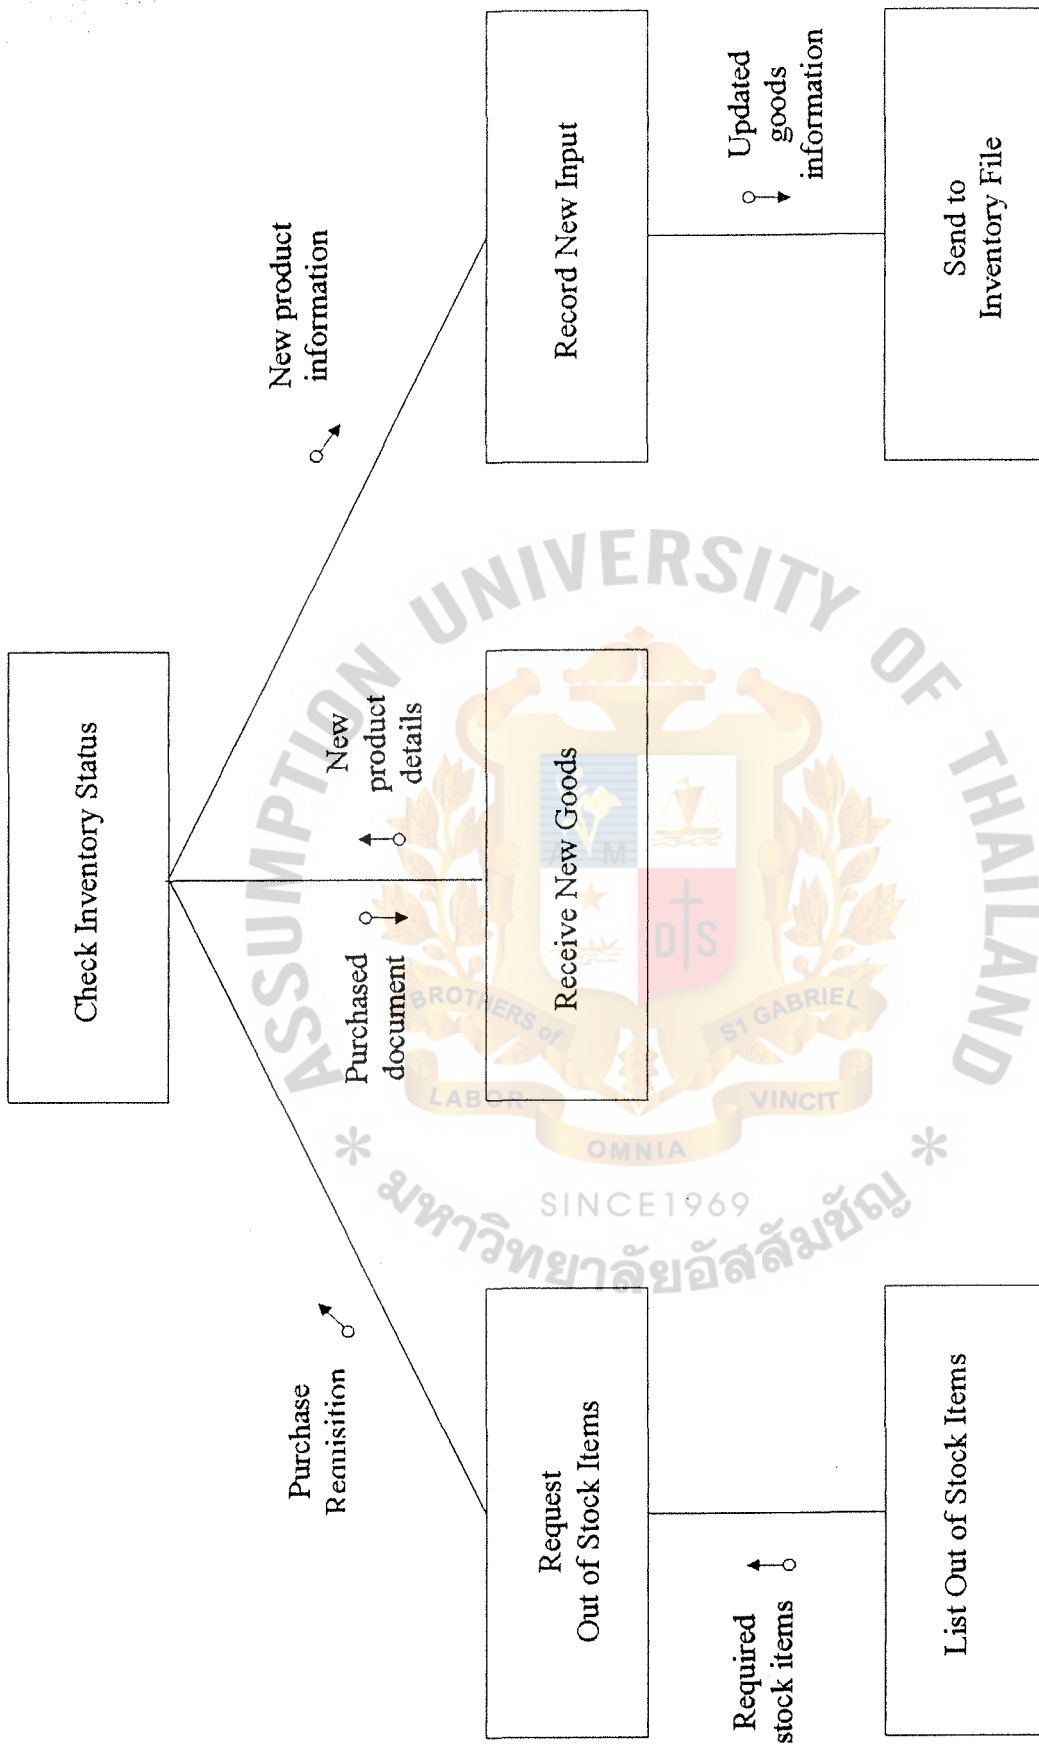 Check Inventory Status
Purchase
Requisition
Purchased
document
New
product
details
New product
information
Request
Out of Stock Items
Receive New Goods
Record New Input
Required
stock items
Updated
goods
information
List Out of Stock Items
Send to
Inventory File
ASSUMPTION UNIVERSITY OF THAILAND
A M
D S
BROTHERS of
S1 GABRIEL
LABOR
OMNIA
VINCIT
SINCE1969
* มหาวิทยาลัยอัสสัมชัญ *